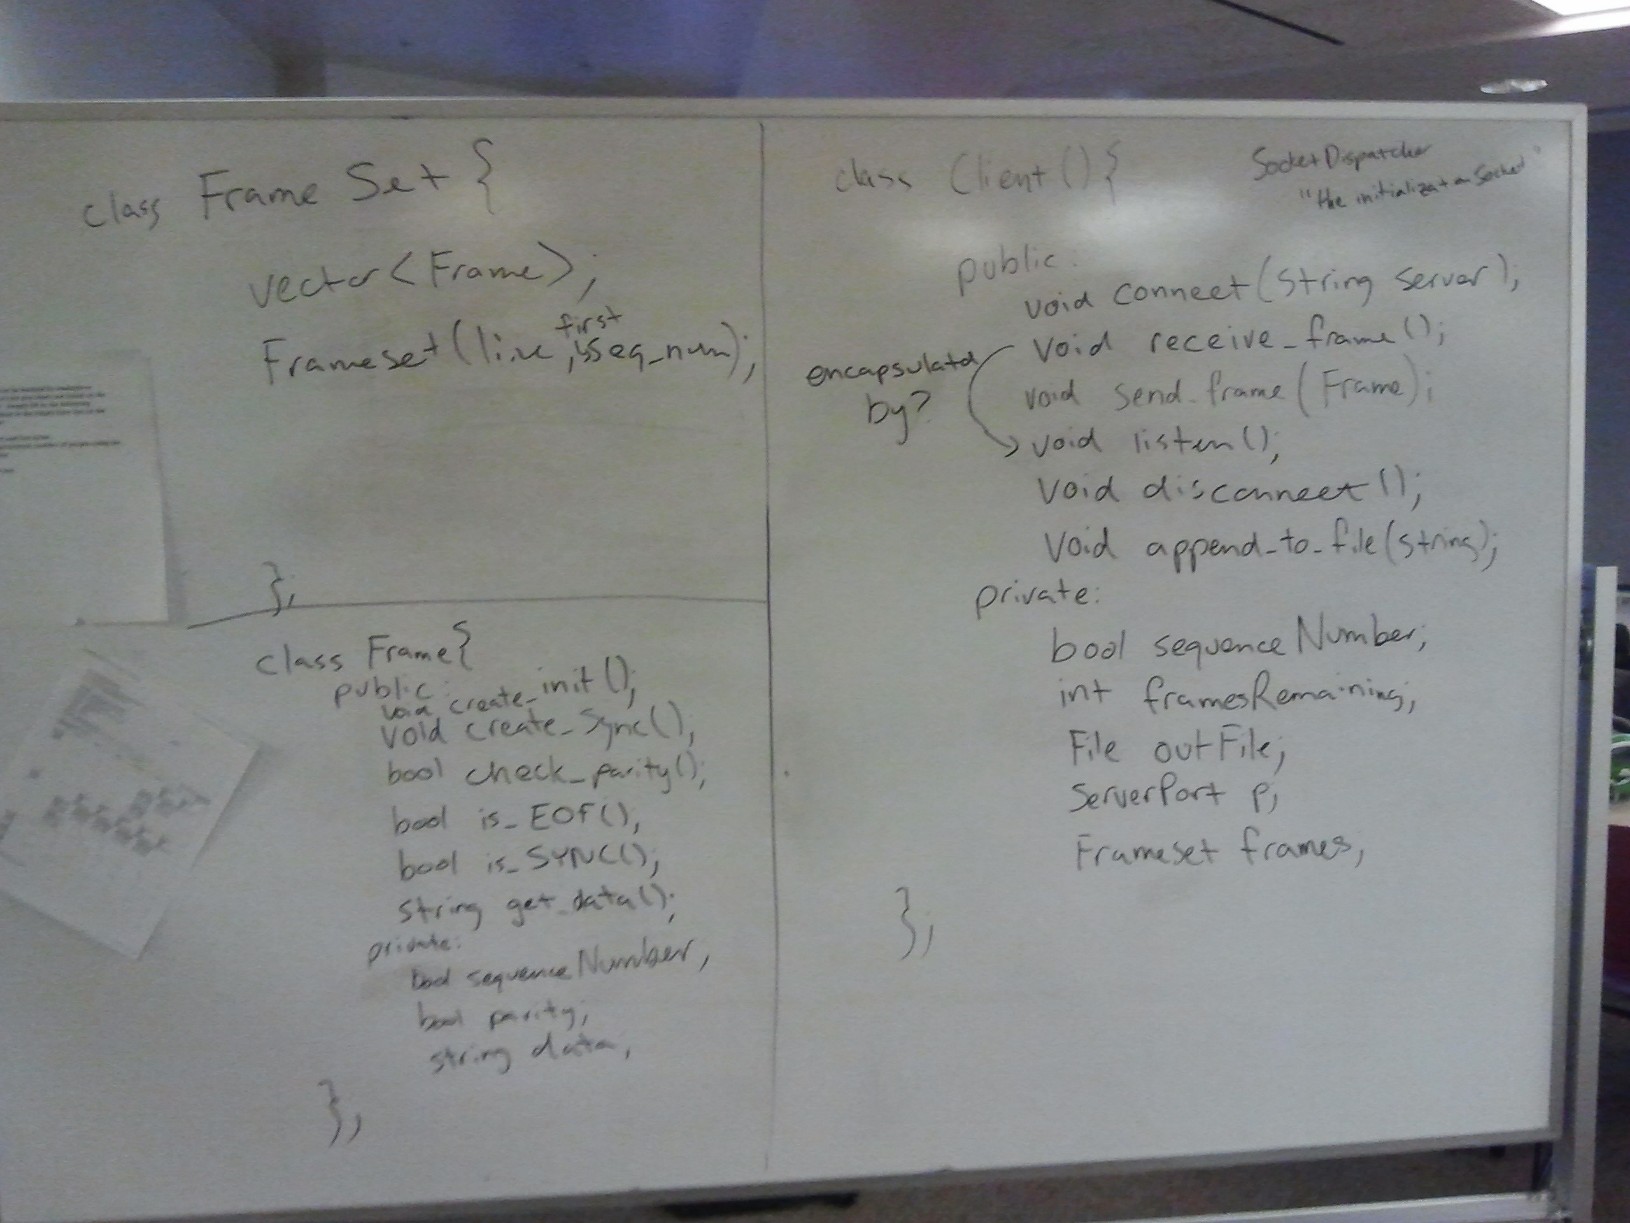 class Frame Set {
vector<Frame>;
first
Frameset(line, seq_num);
};
class Frame{
public:
void create_init();
void create_Sync();
bool check_parity();
bool is_EOF();
bool is_SYNC();
string get_data();
private:
bool sequenceNumber;
bool parity;
string data;
};
class Client(){
SocketDispatcher
"the initialization socket"
public:
void connect(String server);
void receive_frame();
encapsulated
by?
void send_frame(Frame);
void listen();
void disconnect();
void append_to_file(string);
private:
bool sequenceNumber;
int framesRemaining;
File outFile;
ServerPort p;
Frameset frames;
};